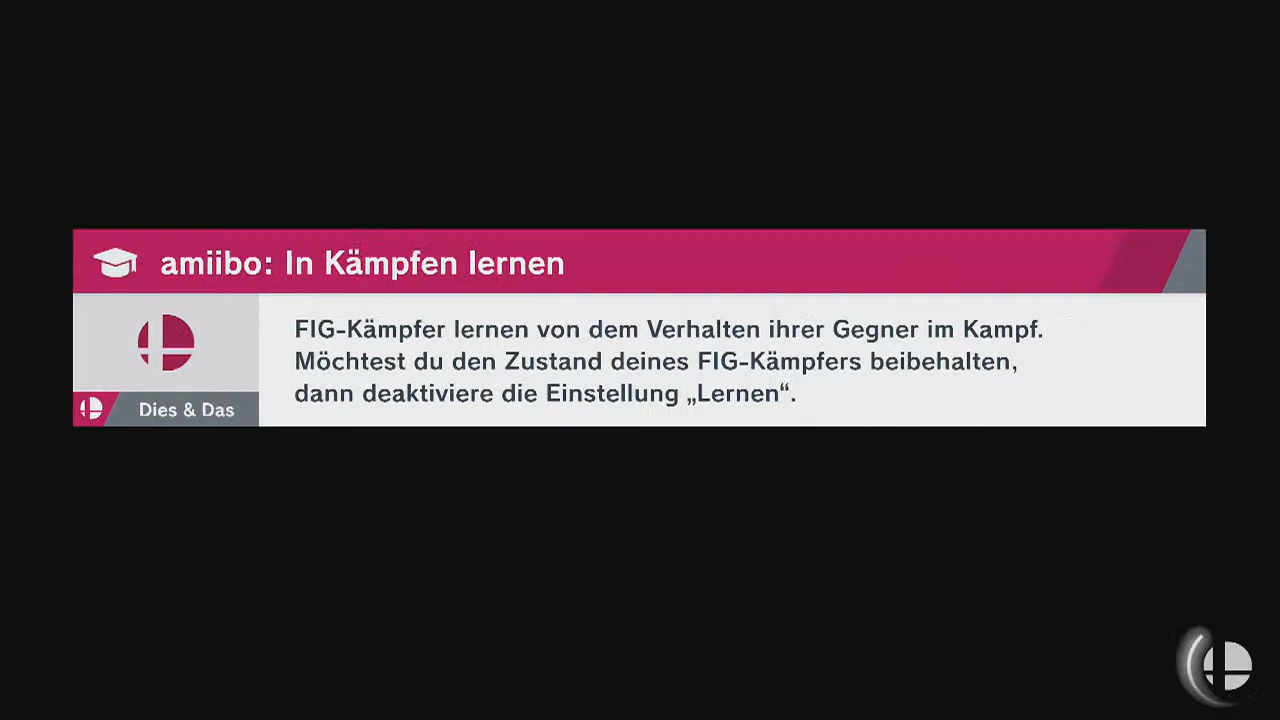 amiibo: In Kämpfen lernen
FIG-Kämpfer lernen von dem Verhalten ihrer Gegner im Kampf.
Möchtest du den Zustand deines FIG-Kämpfers beibehalten,
dann deaktiviere die Einstellung „Lernen“.
Dies & Das